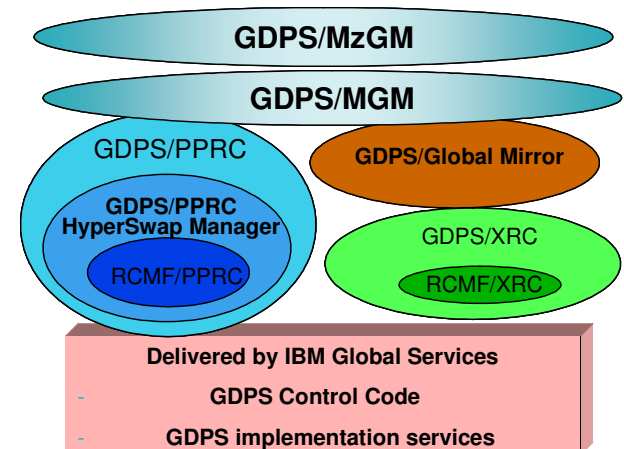 GDPS/MzGM
GDPS/MGM
GDPS/PPRC
GDPS/PPRC
HyperSwap Manager
RCMF/PPRC
GDPS/Global Mirror
GDPS/XRC
RCMF/XRC
Delivered by IBM Global Services
- GDPS Control Code
- GDPS implementation services